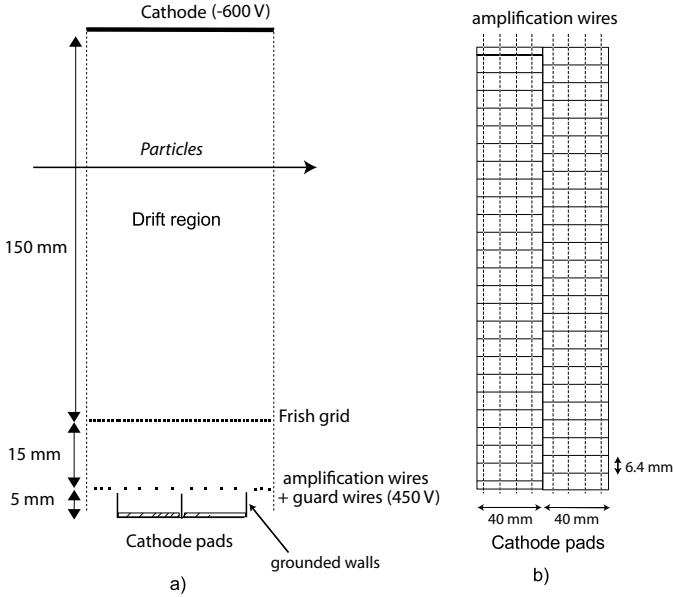 Cathode (-600 V)
Particles
Drift region
150 mm
Frish grid
15 mm
amplification wires
+ guard wires (450 V)
5 mm
Cathode pads
grounded walls
a)
amplification wires
6.4 mm
40 mm
40 mm
Cathode pads
b)